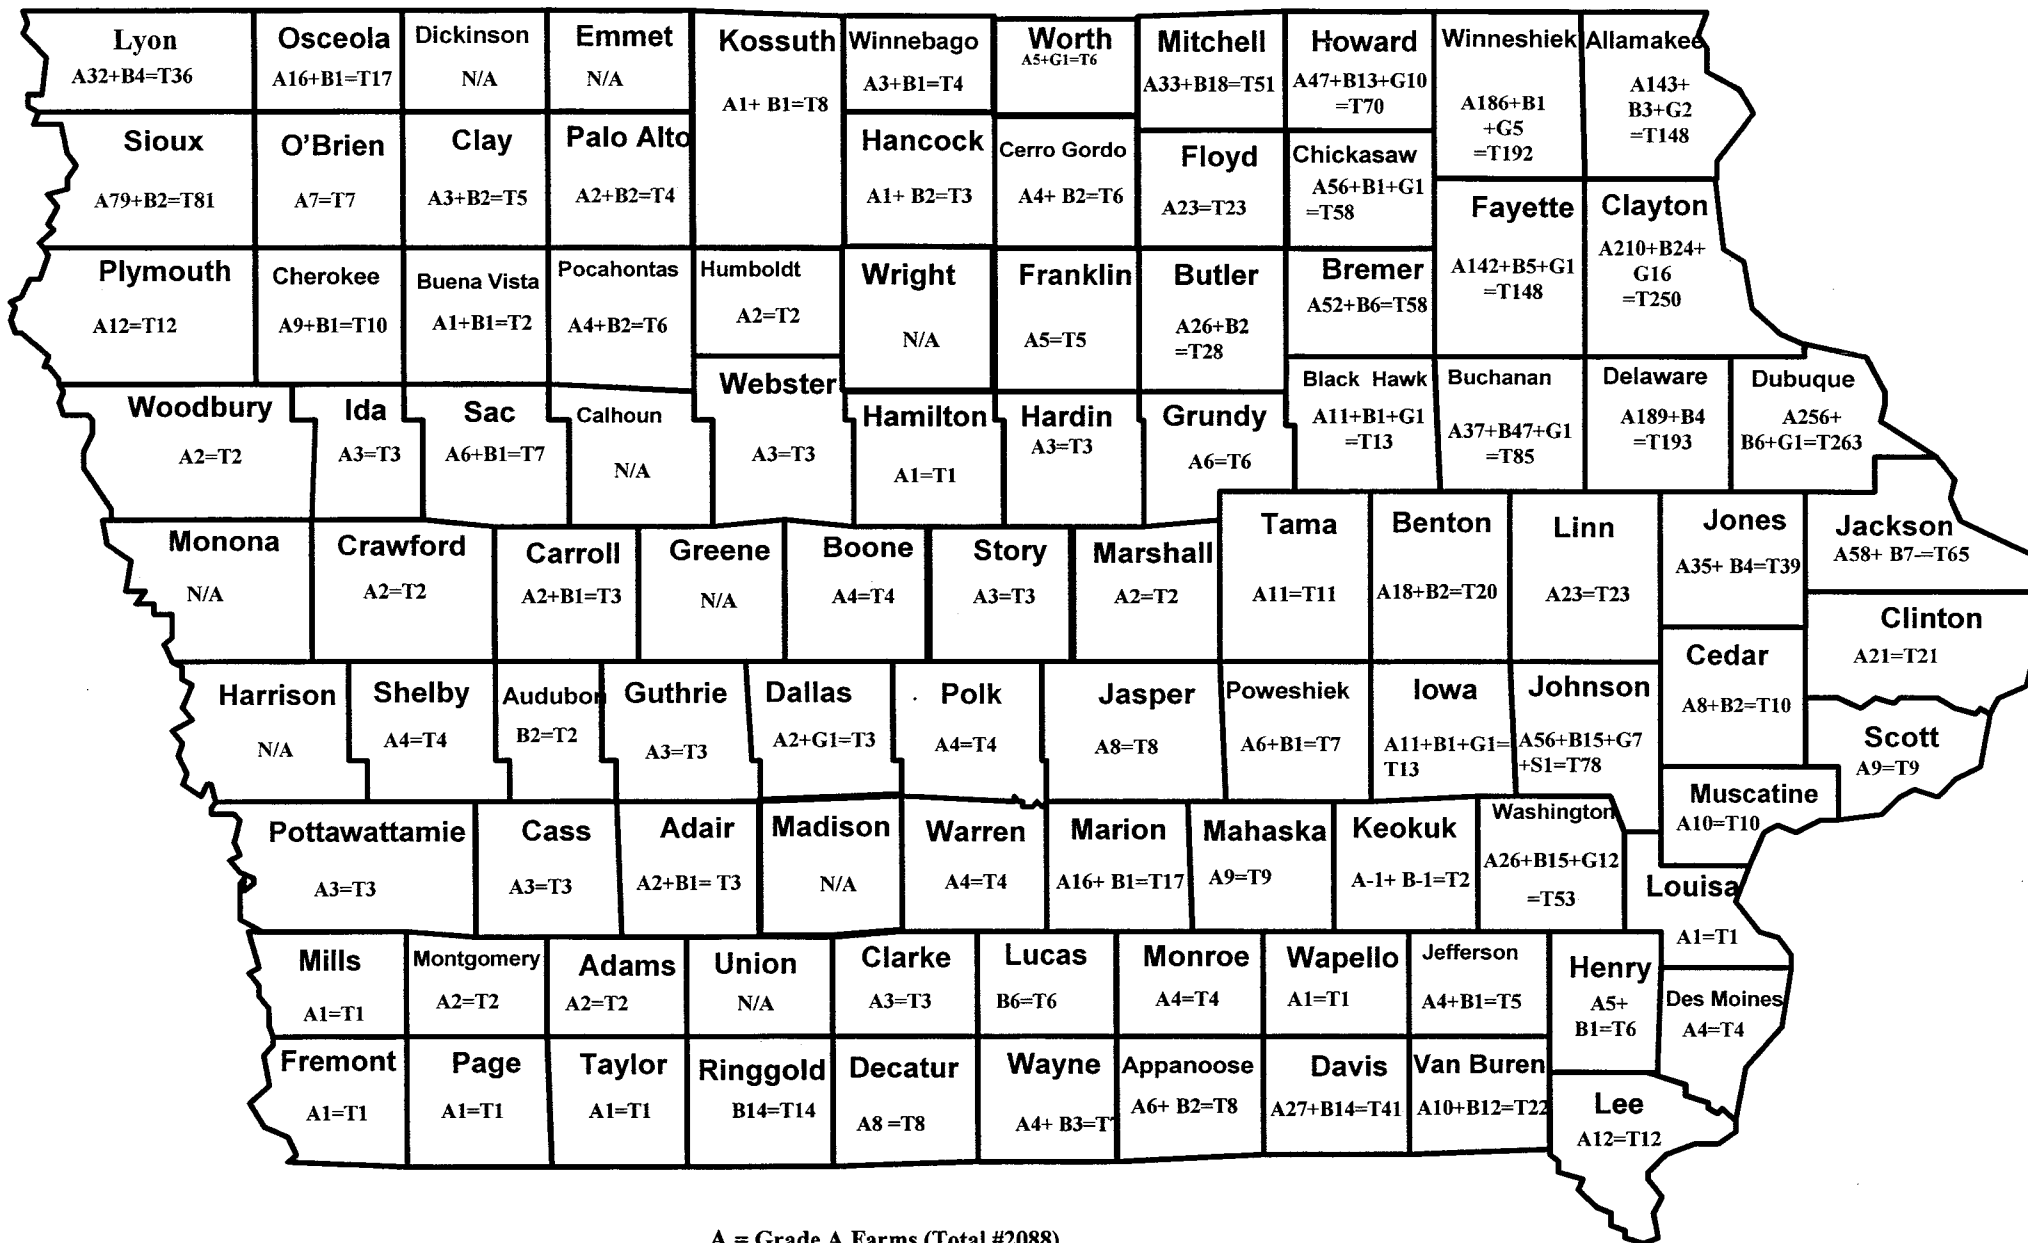 Lyon
A32+B4=T36
Osceola
A16+B1=T17
Dickinson
N/A
Emmet
N/A
Kossuth
A1+ B1=T8
Winnebago
A3+B1=T4
Worth
A5+G1=T6
Mitchell
A33+B18=T51
Howard
A47+B13+G10
=T70
Winneshiek
A186+B1
+G5
=T192
Allamakee
A143+
B3+G2
=T148
Sioux
A79+B2=T81
O'Brien
A7=T7
Clay
A3+B2=T5
Palo Alto
A2+B2=T4
Hancock
A1+ B2=T3
Cerro Gordo
A4+ B2=T6
Floyd
A23=T23
Chickasaw
A56+B1+G1
=T58
Fayette
A142+B5+G1
=T148
Clayton
A210+B24+
G16
=T250
Plymouth
A12=T12
Cherokee
A9+B1=T10
Buena Vista
A1+B1=T2
Pocahontas
A4+B2=T6
Humboldt
A2=T2
Wright
N/A
Franklin
A5=T5
Butler
A26+B2
=T28
Bremer
A52+B6=T58
Woodbury
A2=T2
Ida
A3=T3
Sac
A6+B1=T7
Calhoun
N/A
Webster
A3=T3
Hamilton
A1=T1
Hardin
A3=T3
Grundy
A6=T6
Black Hawk
A11+B1+G1
=T13
Buchanan
A37+B47+G1
=T85
Delaware
A189+B4
=T193
Dubuque
A256+
B6+G1=T263
Monona
N/A
Crawford
A2=T2
Carroll
A2+B1=T3
Greene
N/A
Boone
A4=T4
Story
A3=T3
Marshall
A2=T2
Tama
A11=T11
Benton
A18+B2=T20
Linn
A23=T23
Jones
A35+ B4=T39
Jackson
A58+ B7-=T65
Clinton
A21=T21
Cedar
A8+B2=T10
Harrison
N/A
Shelby
A4=T4
Audubon
B2=T2
Guthrie
A3=T3
Dallas
A2+G1=T3
Polk
A4=T4
Jasper
A8=T8
Poweshiek
A6+B1=T7
Iowa
A11+B1+G1=
T13
Johnson
A56+B15+G7
+S1=T78
Scott
A9=T9
Muscatine
A10=T10
Pottawattamie
A3=T3
Cass
A3=T3
Adair
A2+B1= T3
Madison
N/A
Warren
A4=T4
Marion
A16+ B1=T17
Mahaska
A9=T9
Keokuk
A-1+ B-1=T2
Washington
A26+B15+G12
=T53
Louisa
A1=T1
Mills
A1=T1
Montgomery
A2=T2
Adams
A2=T2
Union
N/A
Clarke
A3=T3
Lucas
B6=T6
Monroe
A4=T4
Wapello
A1=T1
Jefferson
A4+B1=T5
Henry
A5+
B1=T6
Des Moines
A4=T4
Fremont
A1=T1
Page
A1=T1
Taylor
A1=T1
Ringgold
B14=T14
Decatur
A8 =T8
Wayne
A4+ B3=T7
Appanoose
A6+ B2=T8
Davis
A27+B14=T41
Van Buren
A10+B12=T22
Lee
A12=T12
A = Grade A Farms (Total #2088)